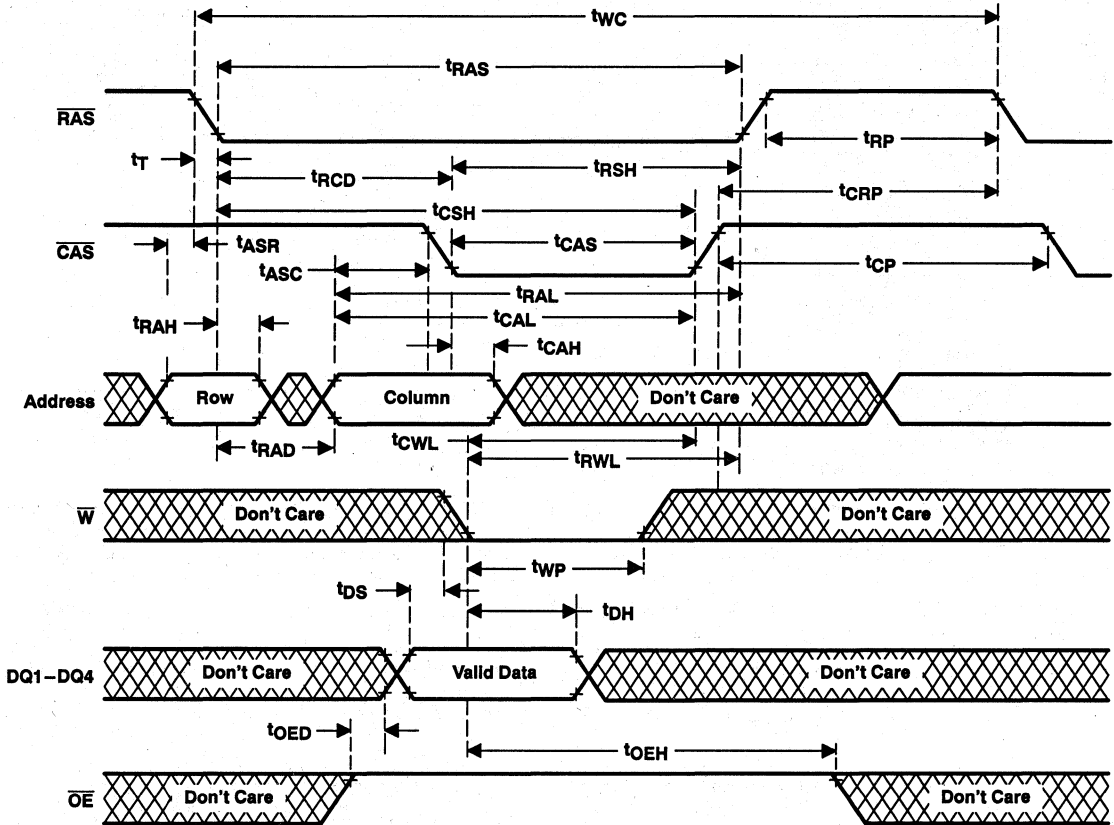 tWC
tRAS
RAS
tRP
tT
tRCD
tRSH
tCRP
tCSH
CAS
tASR
tCAS
tASC
tCP
tRAL
tRAH
tCAL
tCAH
Address
Row
Column
Don't Care
tRAD
tCWL
tRWL
W
Don't Care
Don't Care
tWP
tDS
tDH
DQ1–DQ4
Don't Care
Valid Data
Don't Care
tOED
tOEH
OE
Don't Care
Don't Care